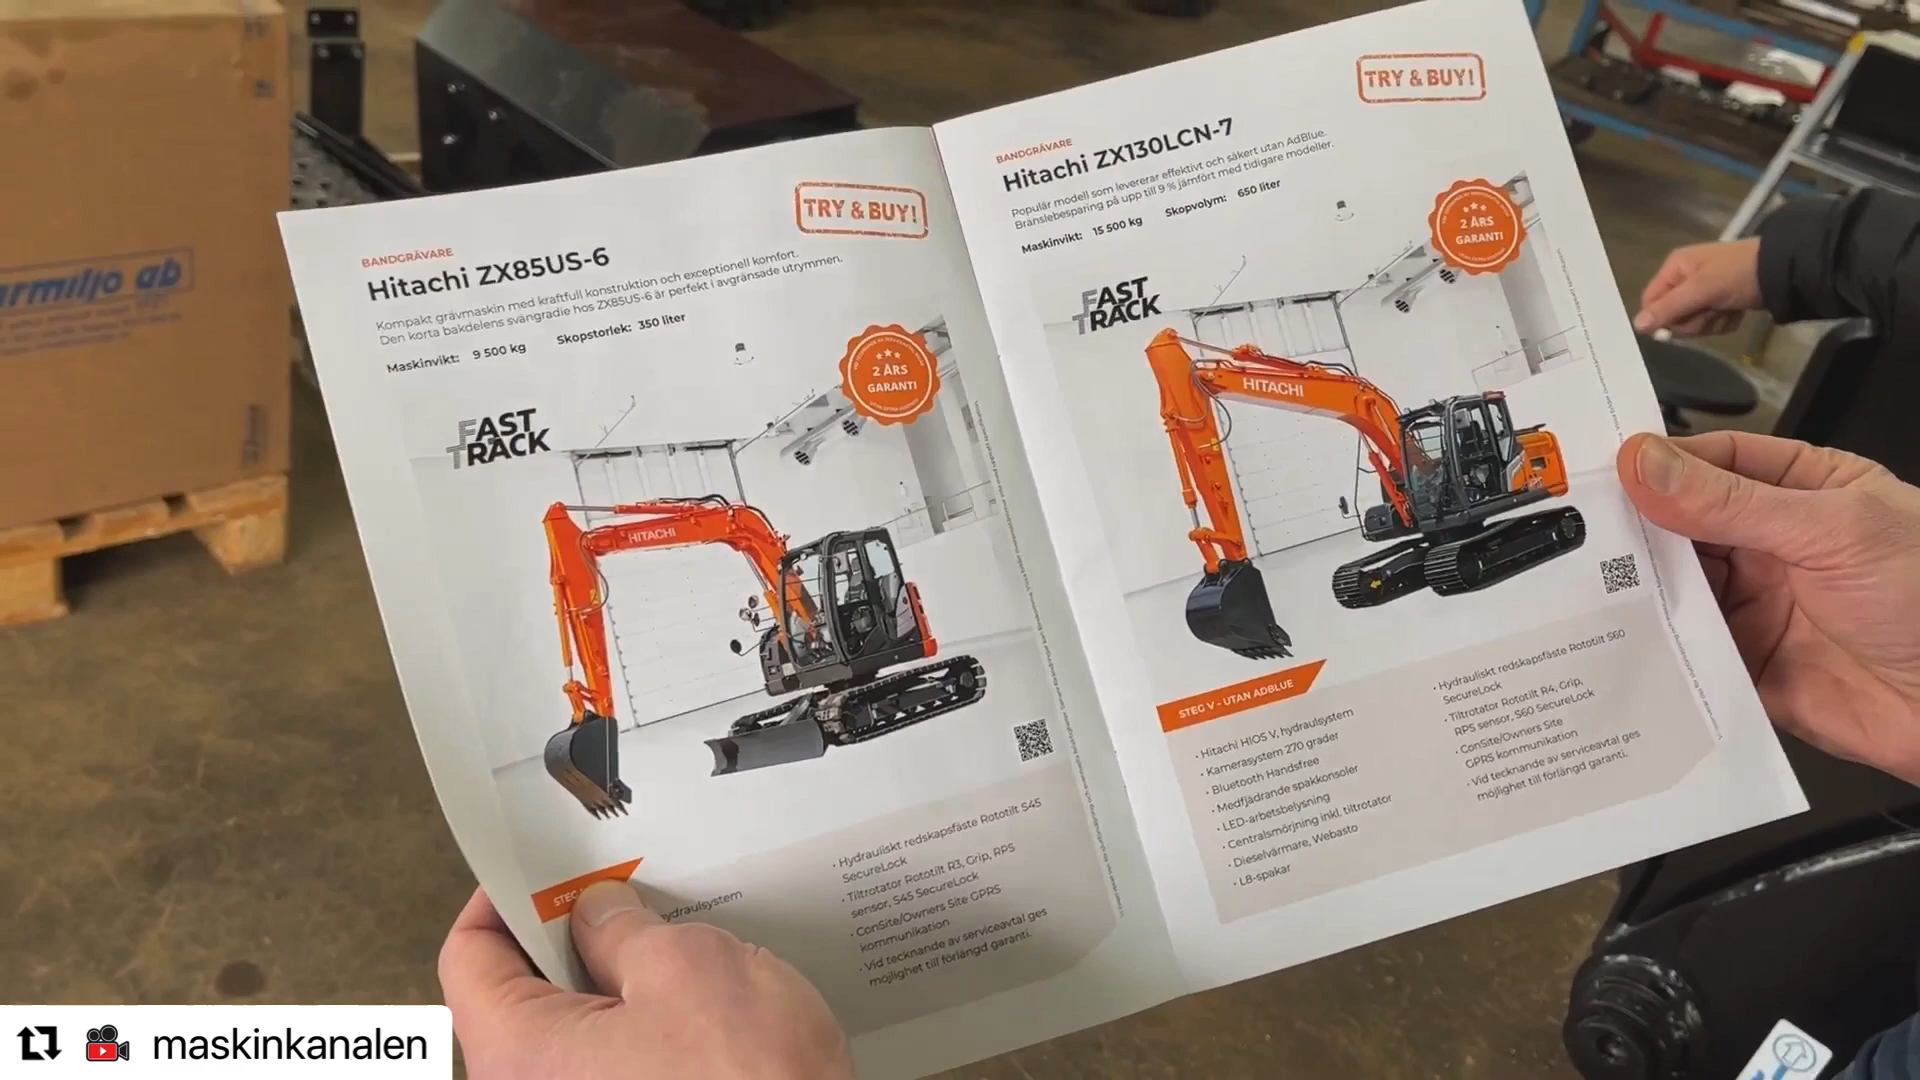 armiljo ab
TRY & BUY!
BANDGRÄVARE
Hitachi ZX85US-6
Kompakt grävmaskin med kraftfull konstruktion och exceptionell komfort.
Den korta bakdelens svängradie hos ZX85US-6 är perfekt i avgränsade utrymmen.
Maskinvikt: 9 500 kg Skopstorlek: 350 liter
2 ÅRS
GARANTI
FAST
TRACK
HITACHI
STEG
hydraulsystem
• Hydrauliskt redskapsfäste Rototilt S45
SecureLock
• Tiltrotator Rototilt R3, Grip, RPS
sensor, S45 SecureLock
• ConSite/Owners Site GPRS
kommunikation
• Vid tecknande av serviceavtal ges
möjlighet till förlängd garanti.
TRY & BUY!
BANDGRÄVARE
Hitachi ZX130LCN-7
Populär modell som levererar effektivt och säkert utan AdBlue.
Bränslebesparing på upp till 9 % jämfört med tidigare modeller.
Maskinvikt: 15 500 kg Skopvolym: 650 liter
2 ÅRS
GARANTI
FAST
TRACK
HITACHI
STEG V - UTAN ADBLUE
• Hitachi HIOS V, hydraulsystem
• Kamerasystem 270 grader
• Bluetooth Handsfree
• Medfjädrande spakkonsoler
• LED-arbetsbelysning
• Centralsmörjning inkl. tiltrotator
• Dieselvärmare, Webasto
• L8-spakar
• Hydrauliskt redskapsfäste Rototilt S60
SecureLock
• Tiltrotator Rototilt R4, Grip,
RPS sensor, S60 SecureLock
• ConSite/Owners Site
GPRS kommunikation
• Vid tecknande av serviceavtal ges
möjlighet till förlängd garanti.
maskinkanalen